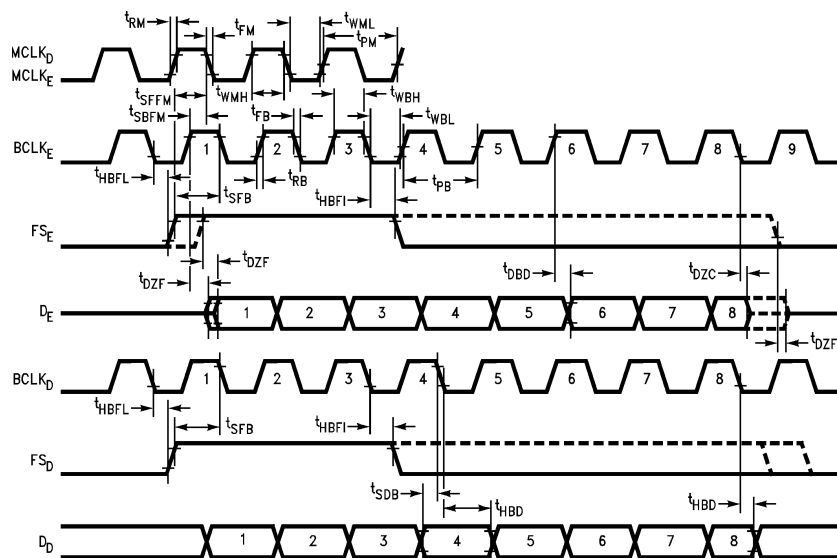 tRM tFM tWML
MCLKD tPM
MCLKE
tSFFM tWMH tWBH
tSBFM tFB tWBL
BCLKE 1 2 3 4 5 6 7 8 9
tHBFL tSFB tRB tHBFI tPB
FSE
tDZF tDBD tDZC
tDZF
DE 1 2 3 4 5 6 7 8
tDZF
BCLKD 1 2 3 4 5 6 7 8
tHBFL tSFB tHBFI
FSD
tSDB tHBD tHBD
DD 1 2 3 4 5 6 7 8